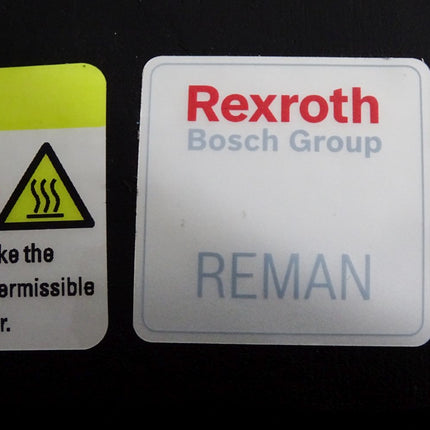 Rexroth
Bosch Group
REMAN
ke the
ermissible
r.